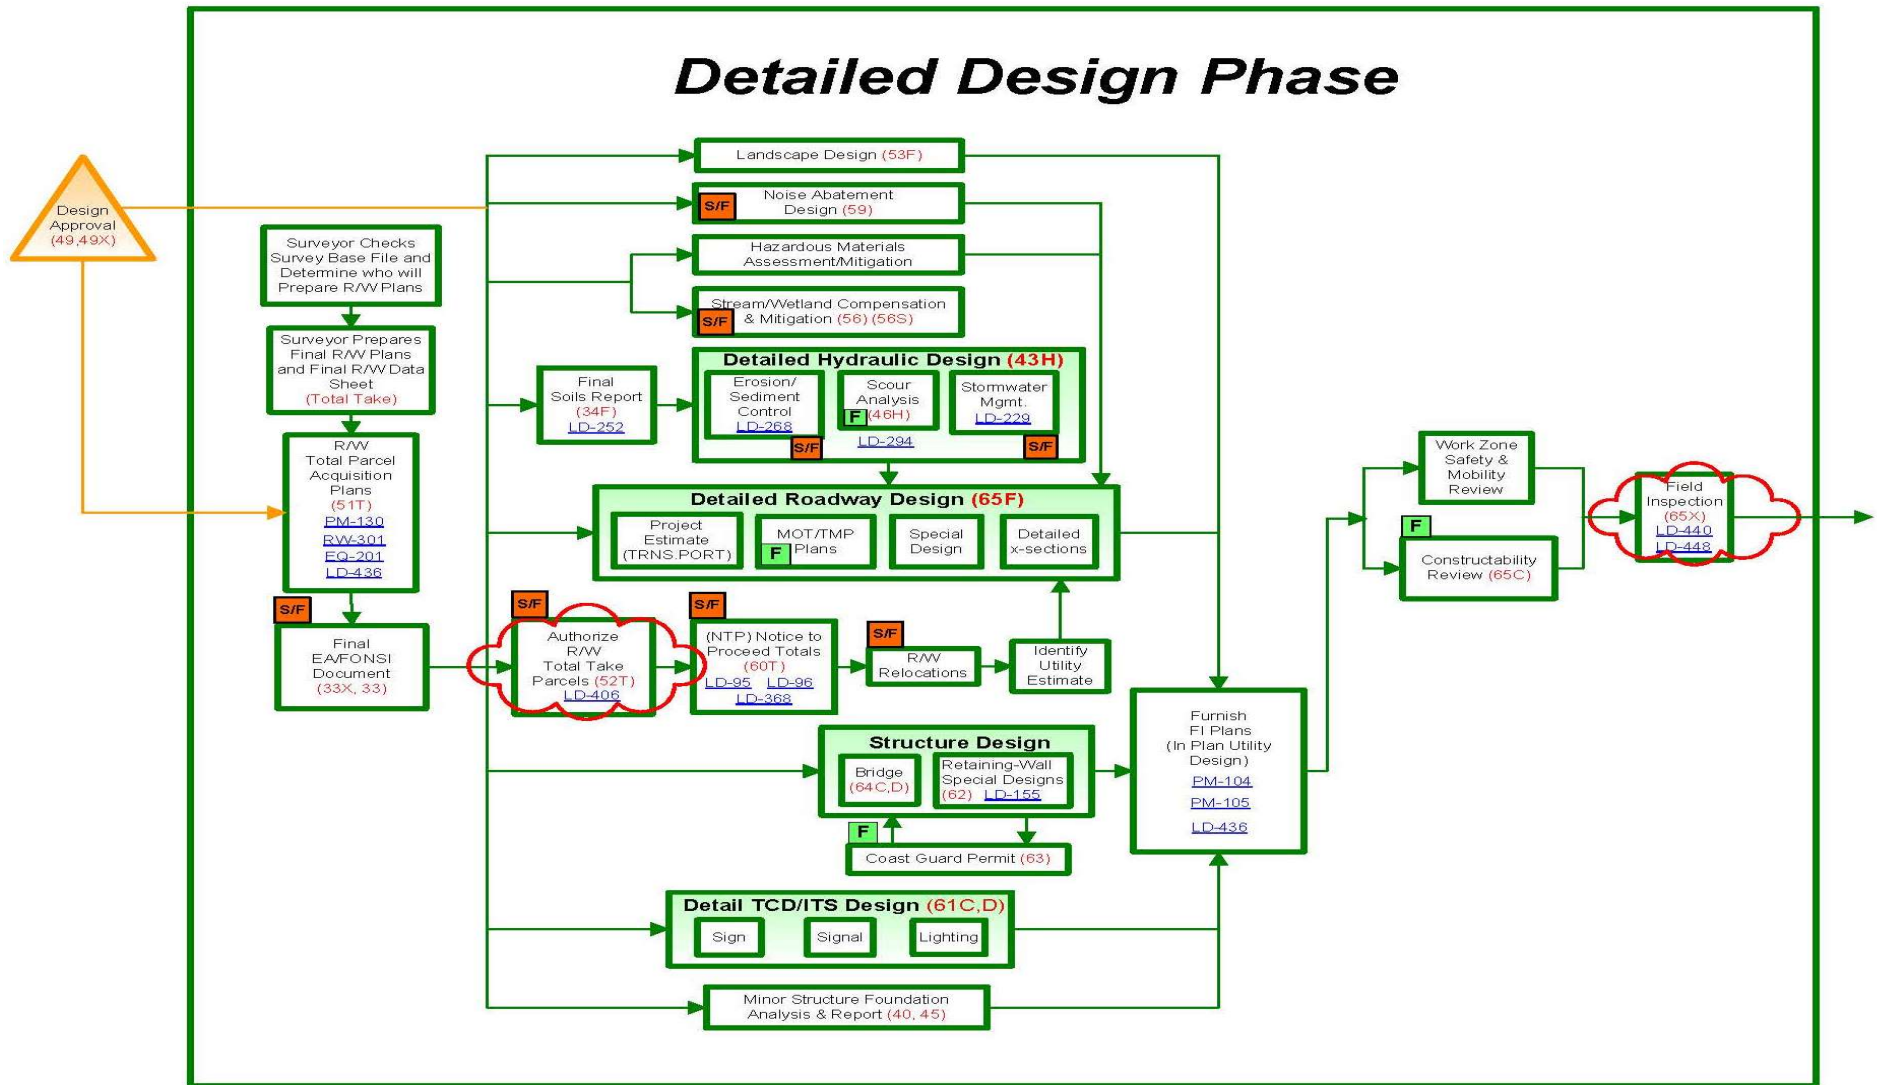 Detailed Design Phase
Design
Approval
(49,49X)
Surveyor Checks
Survey Base File and
Determine who will
Prepare R/W Plans
Surveyor Prepares
Final R/W Plans
and Final R/W Data
Sheet
(Total Take)
R/W
Total Parcel
Acquisition
Plans
(51T)
PM-130
RW-301
EQ-201
LD-436
S/F
Final
EA/FONSI
Document
(33X, 33)
Landscape Design (53F)
S/F
Noise Abatement
Design (59)
Hazardous Materials
Assessment/Mitigation
S/F
Stream/Wetland Compensation
& Mitigation (56) (56S)
Final
Soils Report
(34F)
LD-252
Detailed Hydraulic Design (43H)
Erosion/
Sediment
Control
LD-268
S/F
Scour
Analysis
F (46H)
LD-294
Stormwater
Mgmt.
LD-229
S/F
Detailed Roadway Design (65F)
Project
Estimate
(TRNS.PORT)
MOT/TMP
F Plans
Special
Design
Detailed
x-sections
S/F
Authorize
R/W
Total Take
Parcels (52T)
LD-406
S/F
(NTP) Notice to
Proceed Totals
(60T)
LD-95 LD-96
LD-368
S/F
R/W
Relocations
Identify
Utility
Estimate
Structure Design
Bridge
(64C,D)
Retaining-Wall
Special Designs
(62) LD-155
F
Coast Guard Permit (63)
Detail TCD/ITS Design (61C,D)
Sign
Signal
Lighting
Minor Structure Foundation
Analysis & Report (40, 45)
Furnish
FI Plans
(In Plan Utility
Design)
PM-104
PM-105
LD-436
Work Zone
Safety &
Mobility
Review
F
Constructability
Review (65C)
Field
Inspection
(65X)
LD-440
LD-448